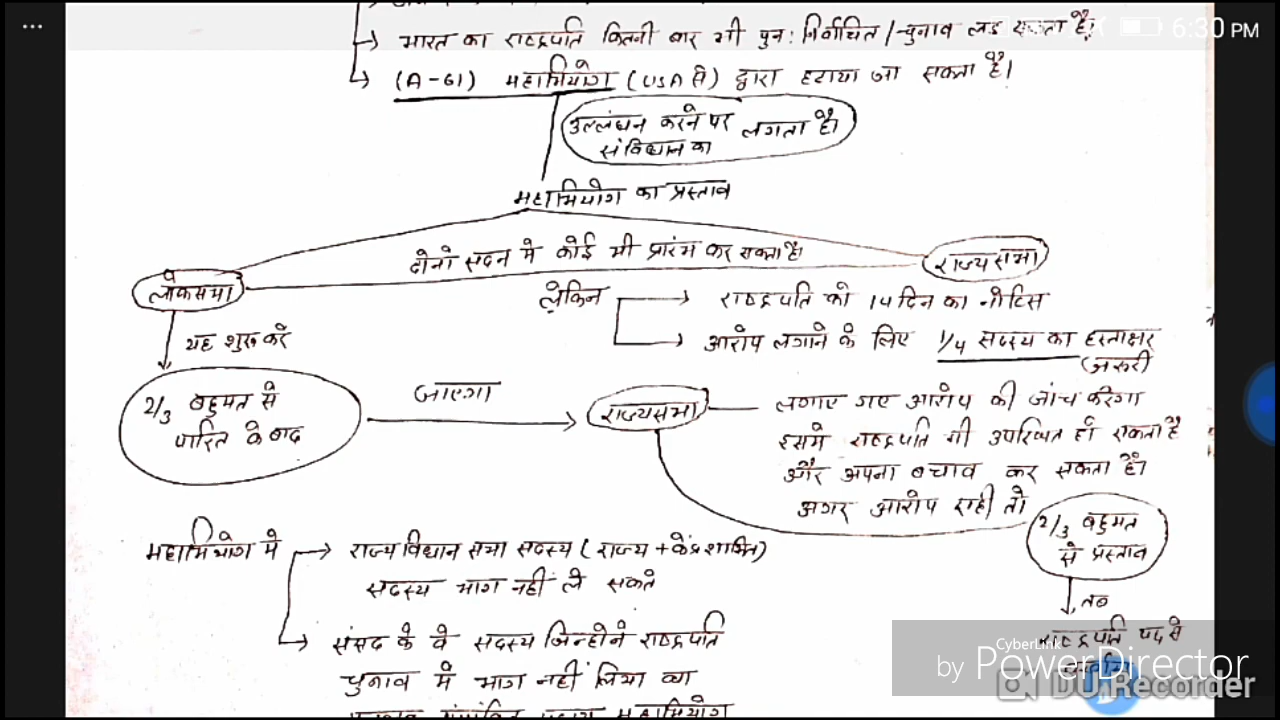 6:30 PM
→ भारत का राष्ट्रपति कितनी बार भी पुन: निर्वाचित / चुनाव लड सकता है।
→ (A-61) महाभियोग (USA से) द्वारा हटाया जा सकता है।
उल्लंघन करने पर लगता है।
संविधान का
महाभियोग का प्रस्ताव
दोनो सदन मे कोई भी प्रारंभ कर सकता है।
राज्यसभा
लोकसभा
लेकिन → राष्ट्रपति को 14 दिन का नोटिस
यह शुरू करे
→ आरोप लगाने के लिए 1/4 सदस्य का हस्ताक्षर
जरुरी
2/3 बहुमत से
पारित के बाद
जाएगा
राज्यसभा
लगाए गए आरोप की जांच करेगा
इसमे राष्ट्रपति भी उपस्थित हो सकता है
और अपना बचाव कर सकता है।
अगर आरोप सही तो
2/3 बहुमत
से प्रस्ताव
तब
राष्ट्रपति पद से
महाभियोग मे → राज्य विधान सभा सदस्य (राज्य + केंद्रशासित)
सदस्य भाग नहीं ले सकते
→ संसद के वे सदस्य जिन्होने राष्ट्रपति
चुनाव मे भाग नहीं लिया था
महाभियोग
CyberLink
by PowerDirector
DU Recorder